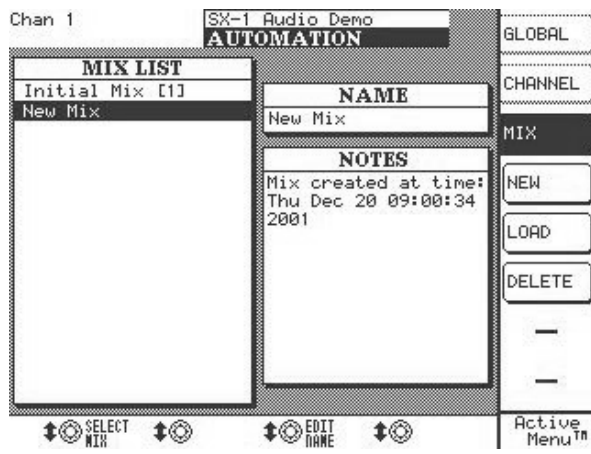 Chan 1
SX-1 Audio Demo
AUTOMATION
MIX LIST
Initial Mix [1]
New Mix
NAME
New Mix
NOTES
Mix created at time:
Thu Dec 20 09:00:34
2001
GLOBAL
CHANNEL
MIX
NEW
LOAD
DELETE
SELECT
MIX
EDIT
NAME
Active
Menu™